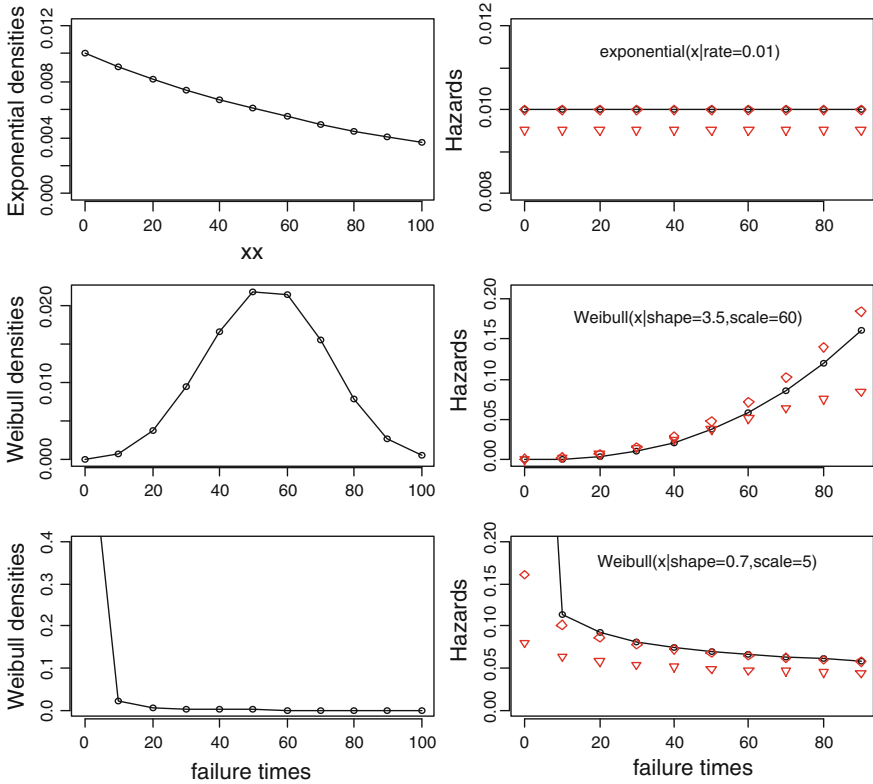 Exponential densities
0.000 0.004 0.008 0.012
0 20 40 60 80 100
xx
Hazards
0.008 0.010 0.012
exponential(x|rate=0.01)
0 20 40 60 80
Weibull densities
0.000 0.010 0.020
0 20 40 60 80 100
Hazards
0.00 0.05 0.10 0.15 0.20
Weibull(x|shape=3.5,scale=60)
0 20 40 60 80
Weibull densities
0.0 0.1 0.2 0.3 0.4
0 20 40 60 80 100
failure times
Hazards
0.00 0.05 0.10 0.15 0.20
Weibull(x|shape=0.7,scale=5)
0 20 40 60 80
failure times